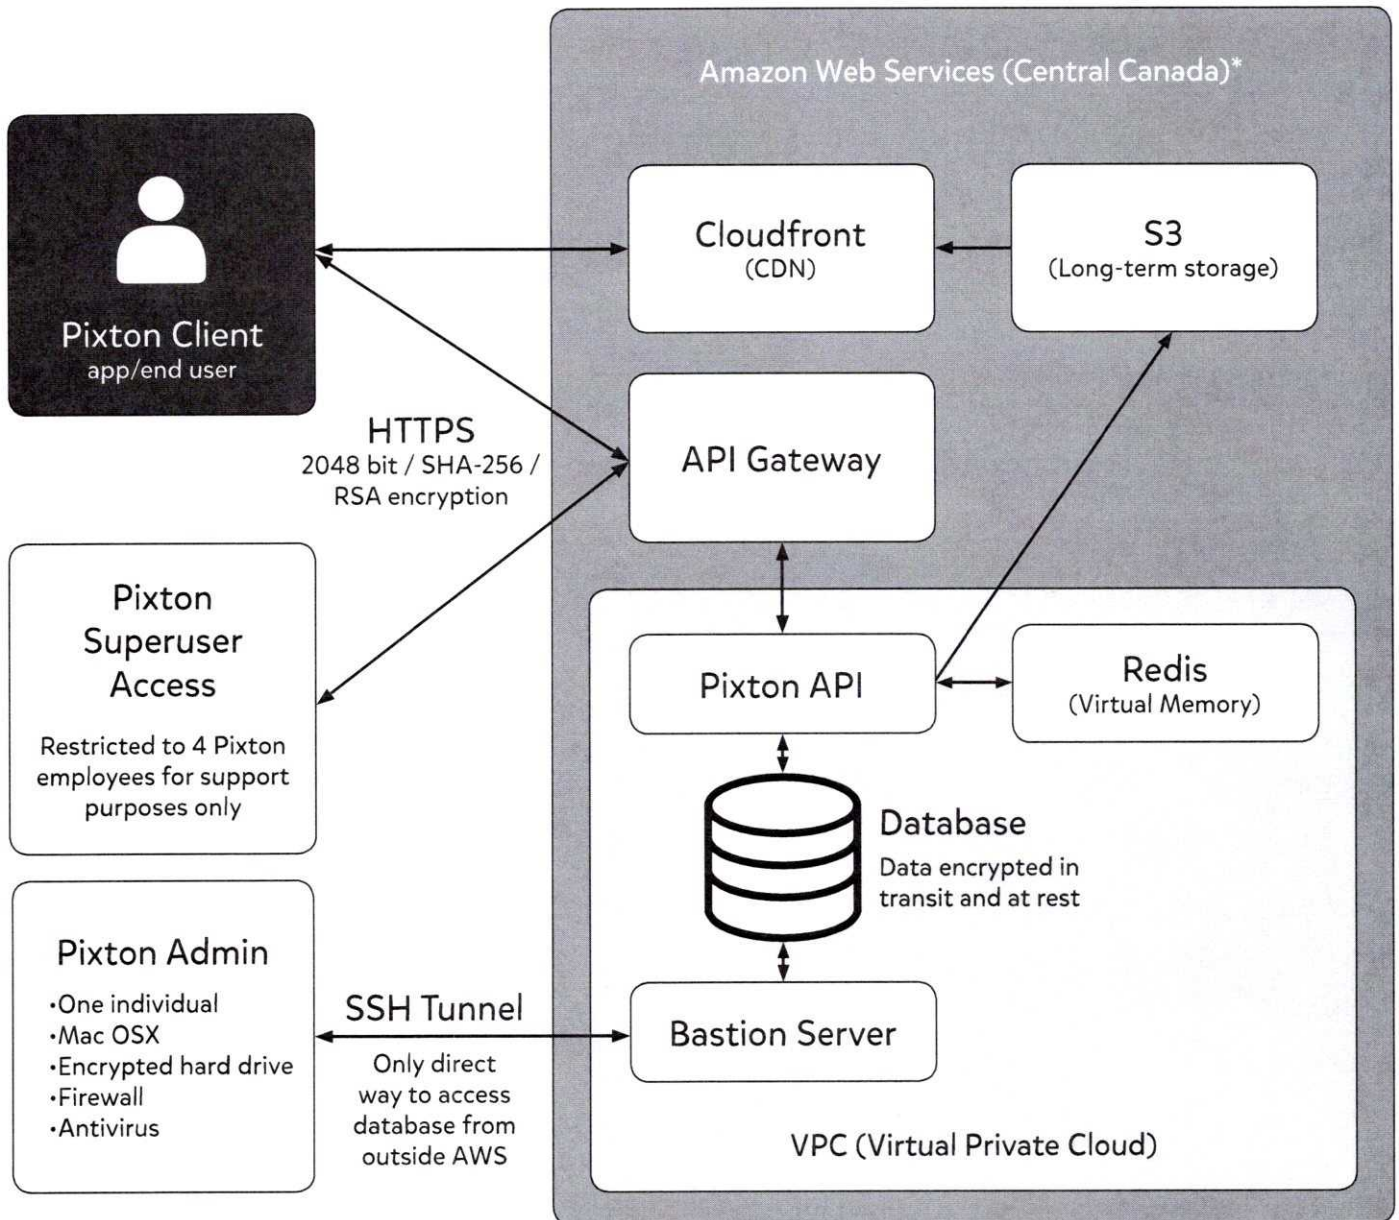 Amazon Web Services (Central Canada)*
Pixton Client
app/end user
Cloudfront
(CDN)
S3
(Long-term storage)
HTTPS
2048 bit / SHA-256 /
RSA encryption
API Gateway
Pixton
Superuser
Access
Restricted to 4 Pixton
employees for support
purposes only
Pixton API
Redis
(Virtual Memory)
Database
Data encrypted in
transit and at rest
Pixton Admin
•One individual
•Mac OSX
•Encrypted hard drive
•Firewall
•Antivirus
SSH Tunnel
Only direct
way to access
database from
outside AWS
Bastion Server
VPC (Virtual Private Cloud)